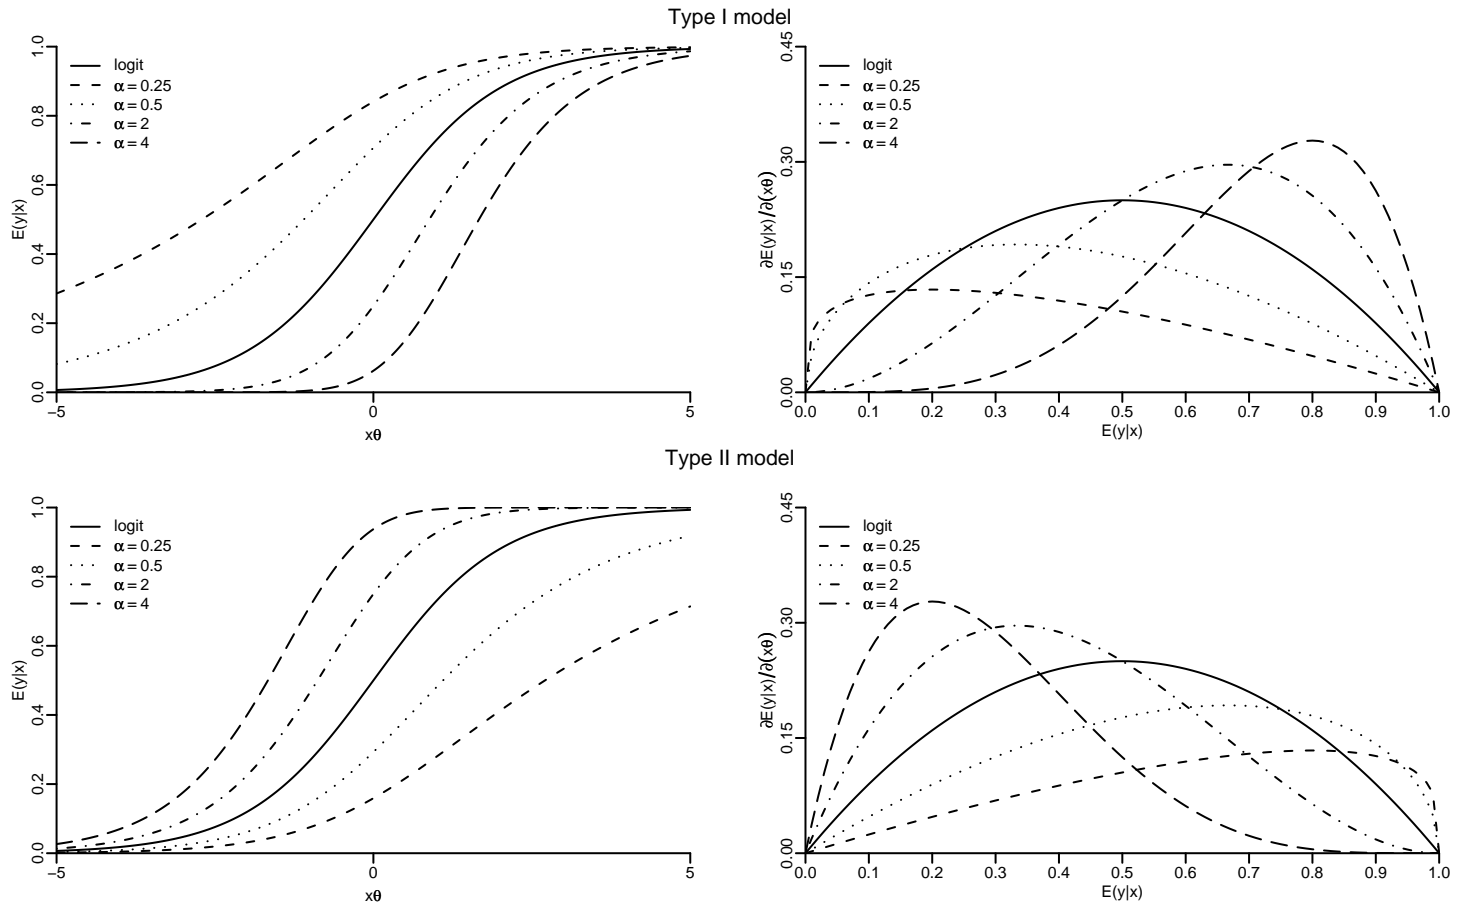 Type I model
E(y|x)
0.0 0.2 0.4 0.6 0.8 1.0
logit
α = 0.25
α = 0.5
α = 2
α = 4
−5 0 5
xθ
∂E(y|x)/∂(xθ)
0.00 0.15 0.30 0.45
logit
α = 0.25
α = 0.5
α = 2
α = 4
0.0 0.1 0.2 0.3 0.4 0.5 0.6 0.7 0.8 0.9 1.0
E(y|x)
Type II model
E(y|x)
0.0 0.2 0.4 0.6 0.8 1.0
logit
α = 0.25
α = 0.5
α = 2
α = 4
−5 0 5
xθ
∂E(y|x)/∂(xθ)
0.00 0.15 0.30 0.45
logit
α = 0.25
α = 0.5
α = 2
α = 4
0.0 0.1 0.2 0.3 0.4 0.5 0.6 0.7 0.8 0.9 1.0
E(y|x)